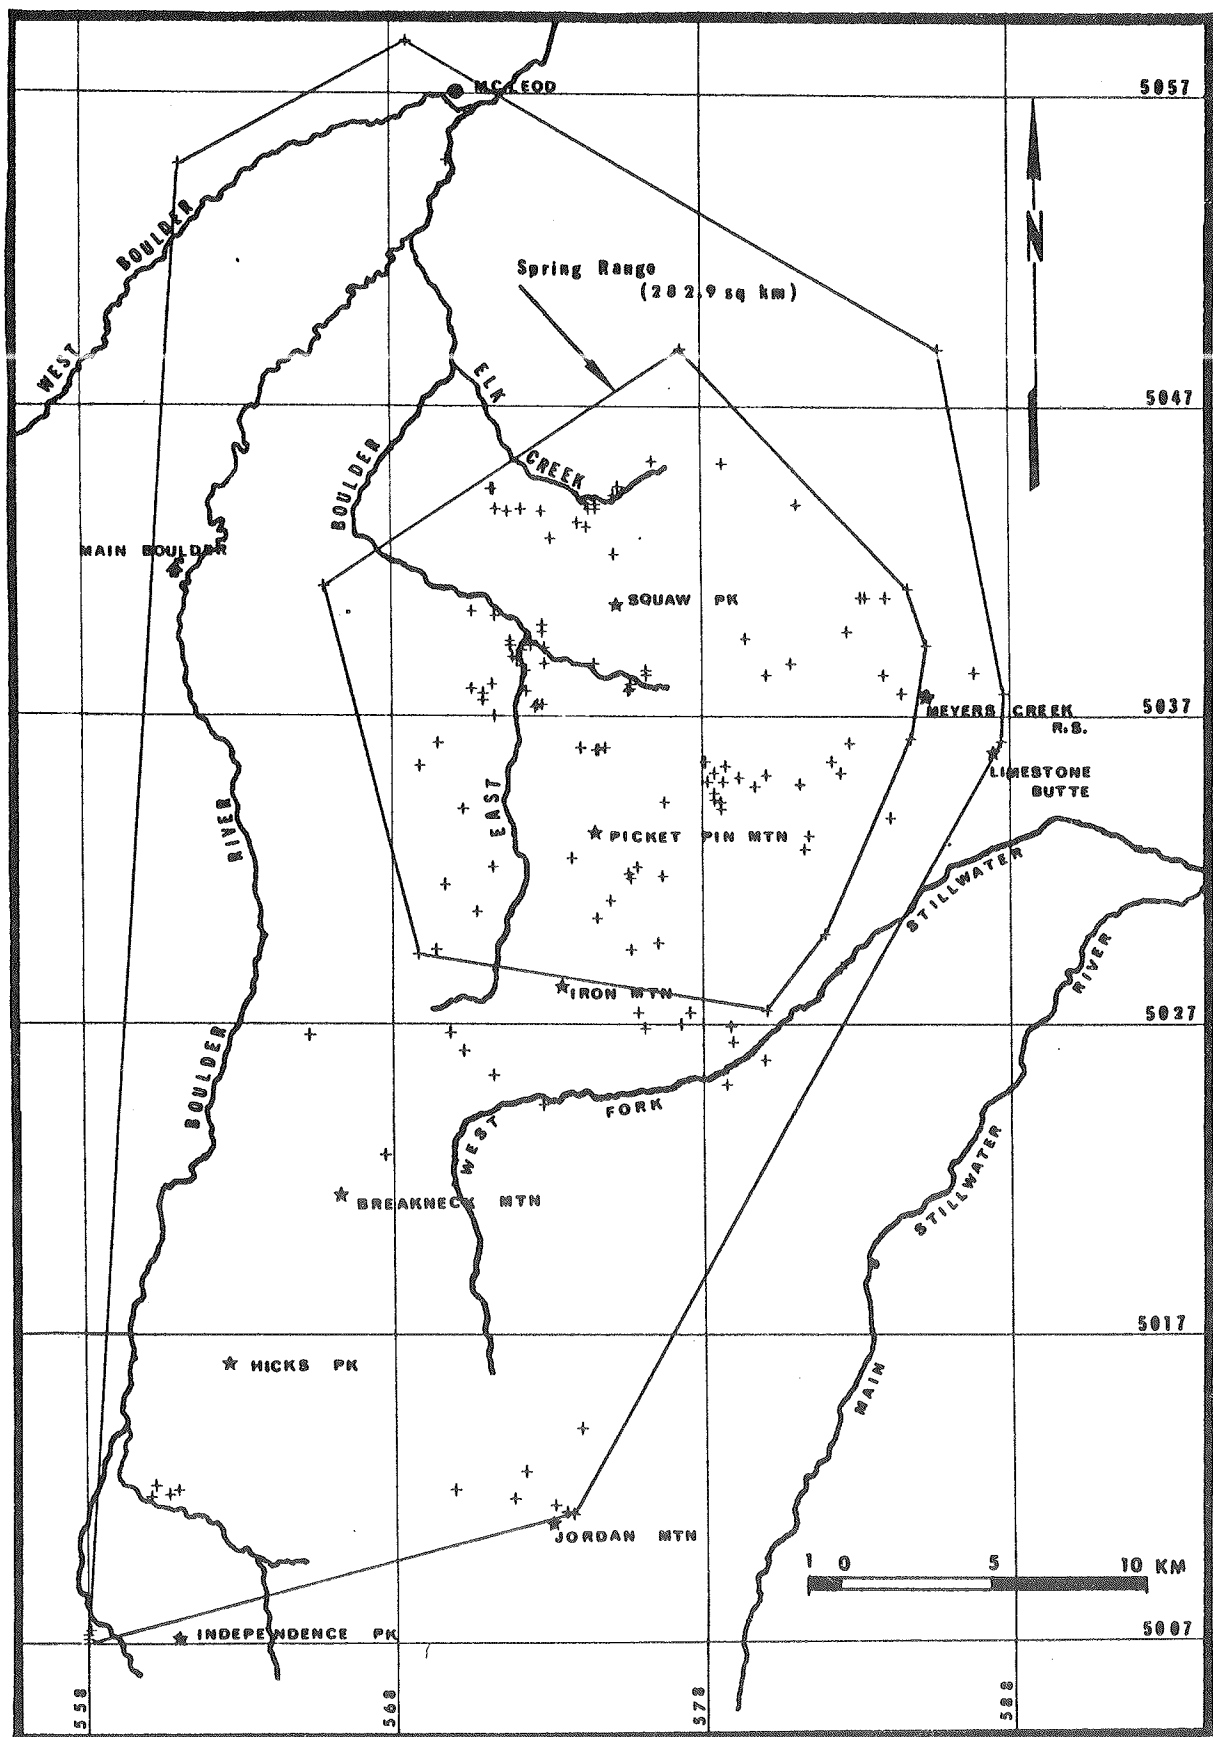 MCLEOD
5057
BOULDER
N
Spring Range
(282.9 sq km)
WEST
ELK
5047
BOULDER
CREEK
MAIN BOULDER
SQUAW PK
MEYERS CREEK
R.S.
5037
LIMESTONE
BUTTE
EAST
RIVER
PICKET PIN MTN
STILLWATER
RIVER
IRON MTN
5027
BOULDER
FORK
WEST
STILLWATER
BREAKNECK MTN
5017
HICKS PK
MAIN
JORDAN MTN
1 0 5 10 KM
INDEPENDENCE PK
5007
558
568
578
588